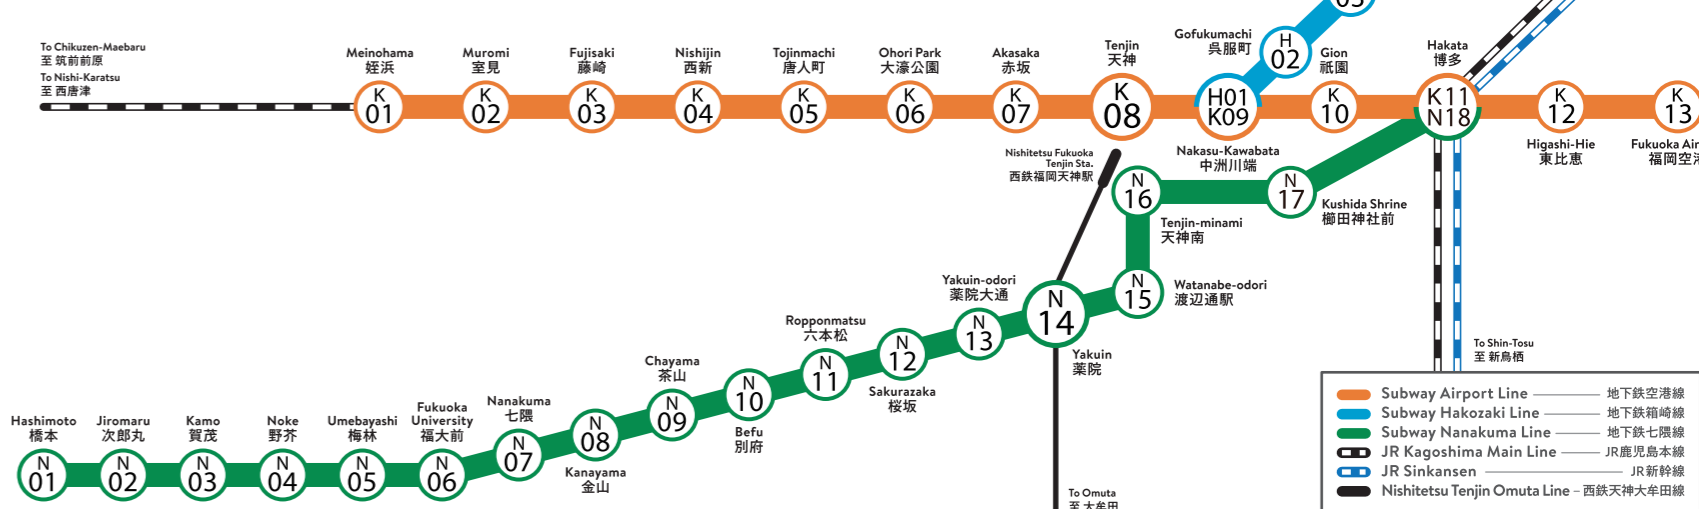 To Chikuzen-Maebaru
至 筑前前原
To Nishi-Karatsu
至 西唐津
Meinohama
姪浜
K
01
Muromi
室見
K
02
Fujisaki
藤崎
K
03
Nishijin
西新
K
04
Tojinmachi
唐人町
K
05
Ohori Park
大濠公園
K
06
Akasaka
赤坂
K
07
Tenjin
天神
K
08
Gofukumachi
呉服町
H
02
H01
K09
Nakasu-Kawabata
中洲川端
Gion
祇園
K
10
Hakata
博多
K11
N18
K
12
Higashi-Hie
東比恵
K
13
Fukuoka
福岡空
Nishitetsu Fukuoka
Tenjin Sta.
西鉄福岡天神駅
N
16
Tenjin-minami
天神南
N
17
Kushida Shrine
櫛田神社前
N
15
Watanabe-odori
渡辺通駅
N
14
Yakuin
薬院
Yakuin-odori
薬院大通
N
13
N
12
Sakurazaka
桜坂
Ropponmatsu
六本松
N
11
N
10
Befu
別府
Chayama
茶山
N
09
N
08
Kanayama
金山
Nanakuma
七隈
N
07
Fukuoka
University
福大前
N
06
Umebayashi
梅林
N
05
Noke
野芥
N
04
Kamo
賀茂
N
03
Jiromaru
次郎丸
N
02
Hashimoto
橋本
N
01
To Omuta
至 大牟田
To Shin-Tosu
至 新鳥栖
Subway Airport Line 地下鉄空港線
Subway Hakozaki Line 地下鉄箱崎線
Subway Nanakuma Line 地下鉄七隈線
JR Kagoshima Main Line JR鹿児島本線
JR Sinkansen JR新幹線
Nishitetsu Tenjin Omuta Line 西鉄天神大牟田線